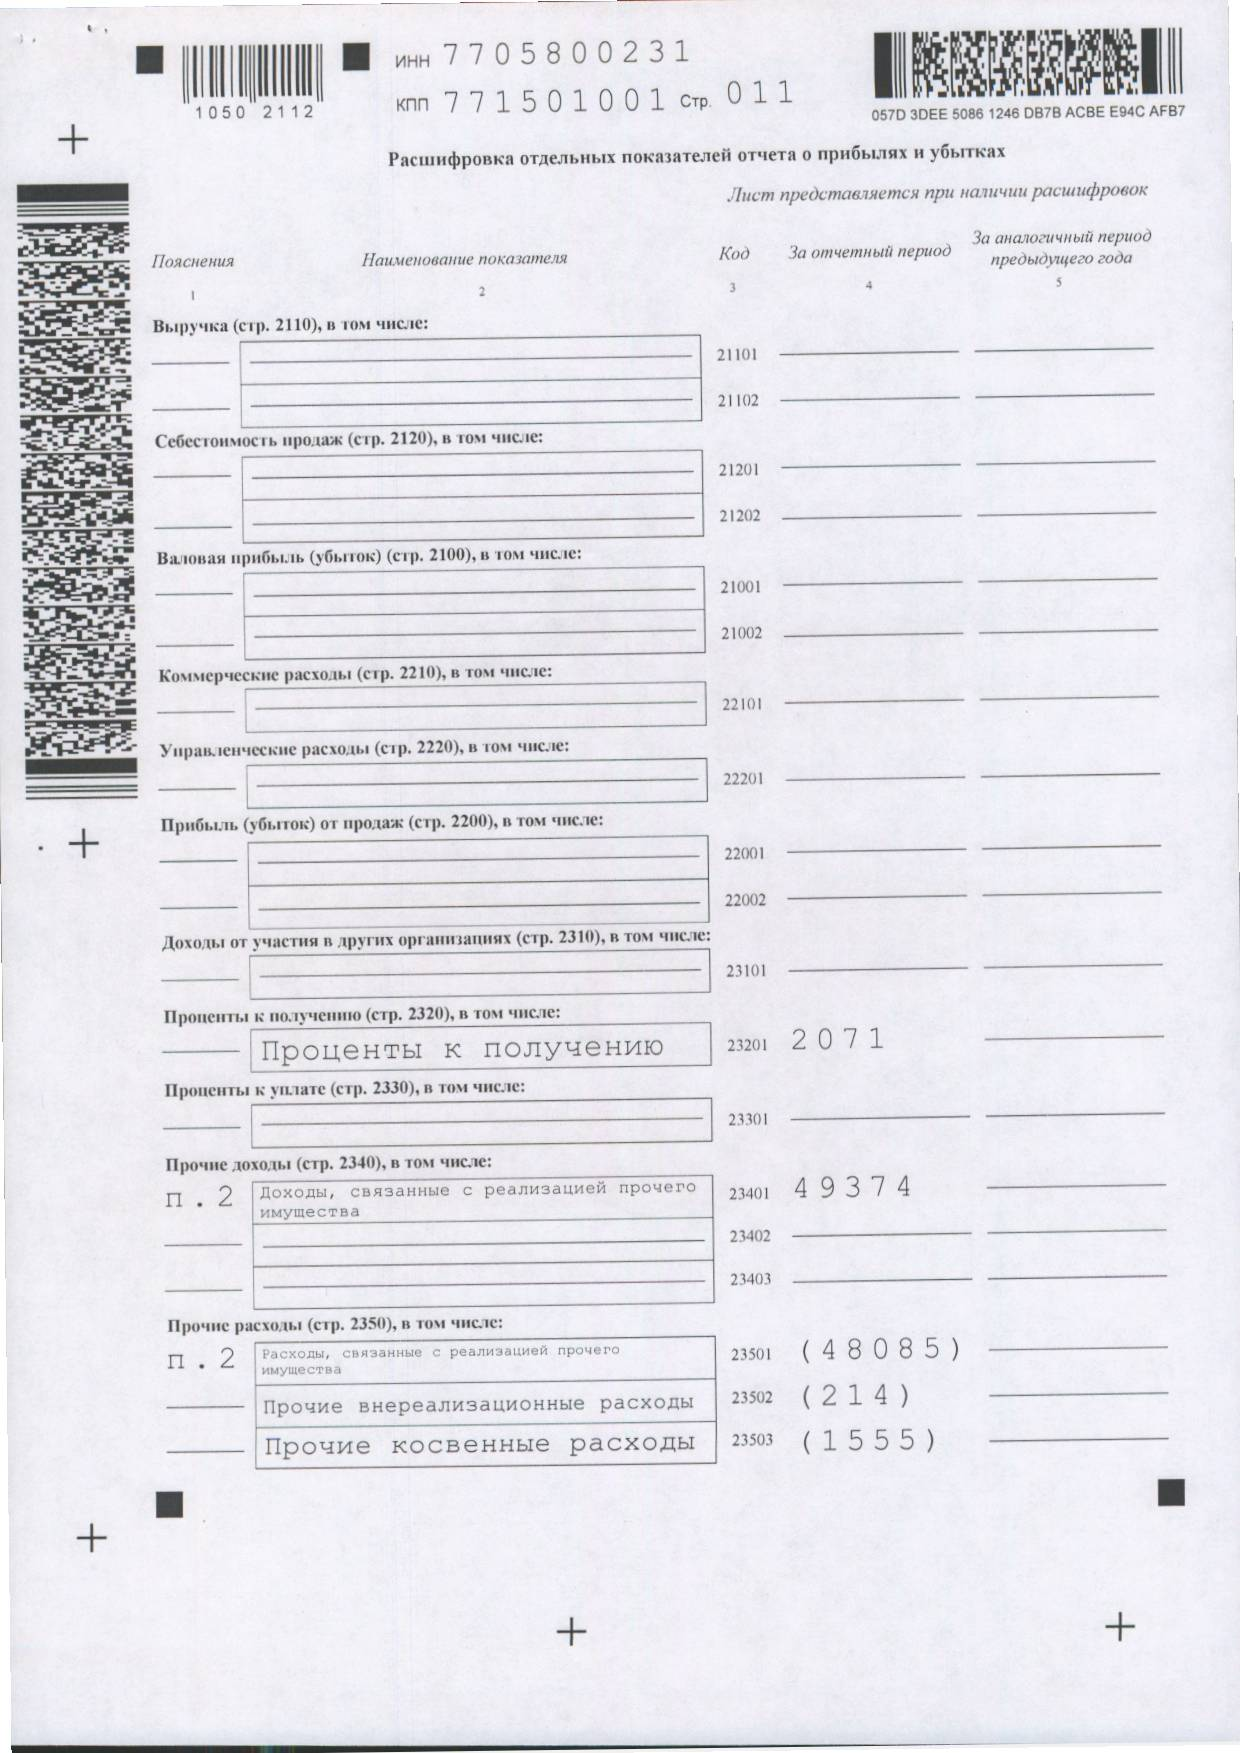 ИНН 7705800231
КПП 771501001 Стр. 011
1050 2112
057D 3DEE 5086 1246 DB7B ACBE E94C AFB7
Расшифровка отдельных показателей отчета о прибылях и убытках
Лист представляется при наличии расшифровок
Пояснения Наименование показателя Код За отчетный период За аналогичный период предыдущего года
1 2 3 4 5
Выручка (стр. 2110), в том числе:
21101
21102
Себестоимость продаж (стр. 2120), в том числе:
21201
21202
Валовая прибыль (убыток) (стр. 2100), в том числе:
21001
21002
Коммерческие расходы (стр. 2210), в том числе:
22101
Управленческие расходы (стр. 2220), в том числе:
22201
Прибыль (убыток) от продаж (стр. 2200), в том числе:
22001
22002
Доходы от участия в других организациях (стр. 2310), в том числе:
23101
Проценты к получению (стр. 2320), в том числе:
Проценты к получению 23201 2071
Проценты к уплате (стр. 2330), в том числе:
23301
Прочие доходы (стр. 2340), в том числе:
п.2 Доходы, связанные с реализацией прочего 23401 49374
имущества
23402
23403
Прочие расходы (стр. 2350), в том числе:
п.2 Расходы, связанные с реализацией прочего 23501 (48085)
имущества
Прочие внереализационные расходы 23502 (214)
Прочие косвенные расходы 23503 (1555)